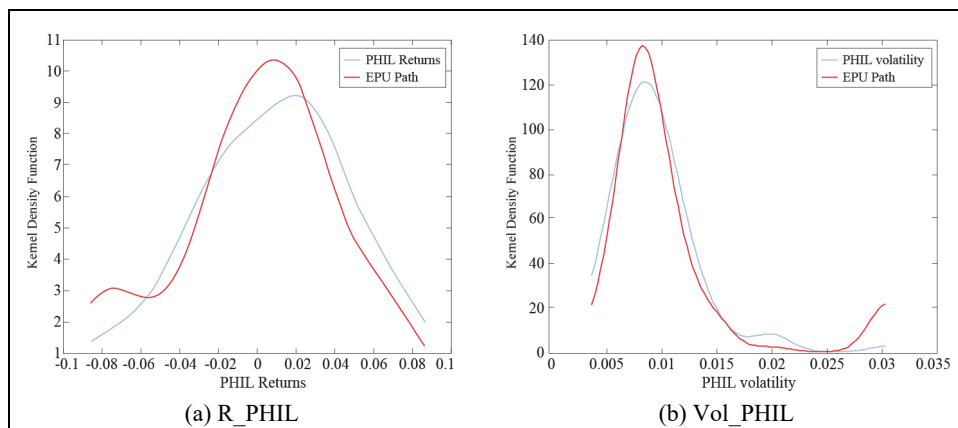 11
10
9
8
7
6
5
4
3
2
1
Kernel Density Function
-0.1 -0.08 -0.06 -0.04 -0.02 0 0.02 0.04 0.06 0.08 0.1
PHIL Returns
PHIL Returns
EPU Path
(a) R_PHIL
140
120
100
80
60
40
20
0
Kernel Density Function
0 0.005 0.01 0.015 0.02 0.025 0.03 0.035
PHIL volatility
PHIL volatility
EPU Path
(b) Vol_PHIL